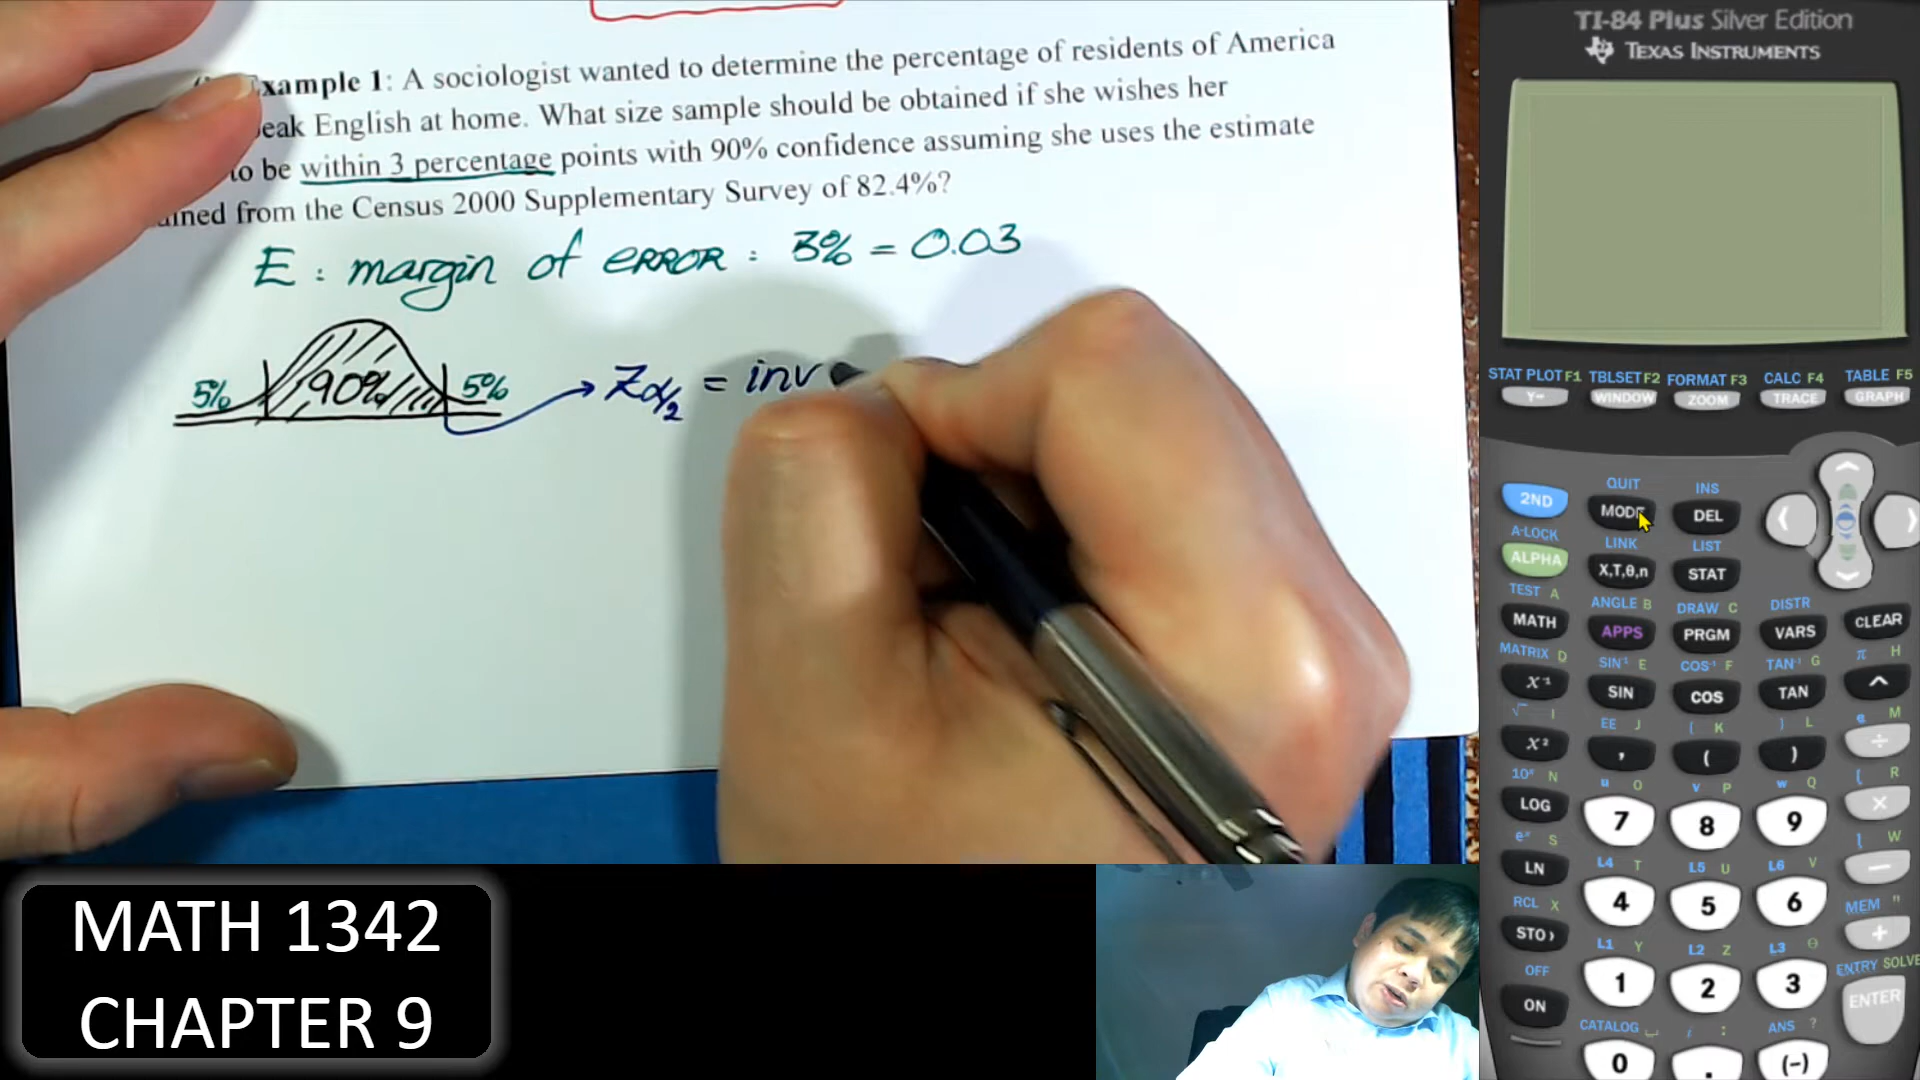 Example 1: A sociologist wanted to determine the percentage of residents of America
speak English at home. What size sample should be obtained if she wishes her
to be within 3 percentage points with 90% confidence assuming she uses the estimate
from the Census 2000 Supplementary Survey of 82.4%?
E : margin of ERROR : 3% = 0.03
5% 90% 5% → Zα/2 = inv
MATH 1342
CHAPTER 9
TI-84 Plus Silver Edition
TEXAS INSTRUMENTS
STAT PLOT F1 TBLSET F2 FORMAT F3 CALC F4 TABLE F5
Y= WINDOW ZOOM TRACE GRAPH
QUIT INS
2ND MODE DEL
A-LOCK LINK LIST
ALPHA X,T,θ,n STAT
TEST A ANGLE B DRAW C DISTR
MATH APPS PRGM VARS CLEAR
MATRIX D SIN⁻¹ E COS⁻¹ F TAN⁻¹ G π H
x⁻¹ SIN COS TAN ^
√ I EE J { K } L e M
x² , ( ) ÷
10ˣ N u O v P w Q [ R
LOG 7 8 9 ×
eˣ S L4 T L5 U L6 V ] W
LN 4 5 6 −
RCL X L1 Y L2 Z L3 θ MEM "
STO› 1 2 3 +
OFF CATALOG i : ANS ? ENTRY SOLVE
ON 0 . (−) ENTER